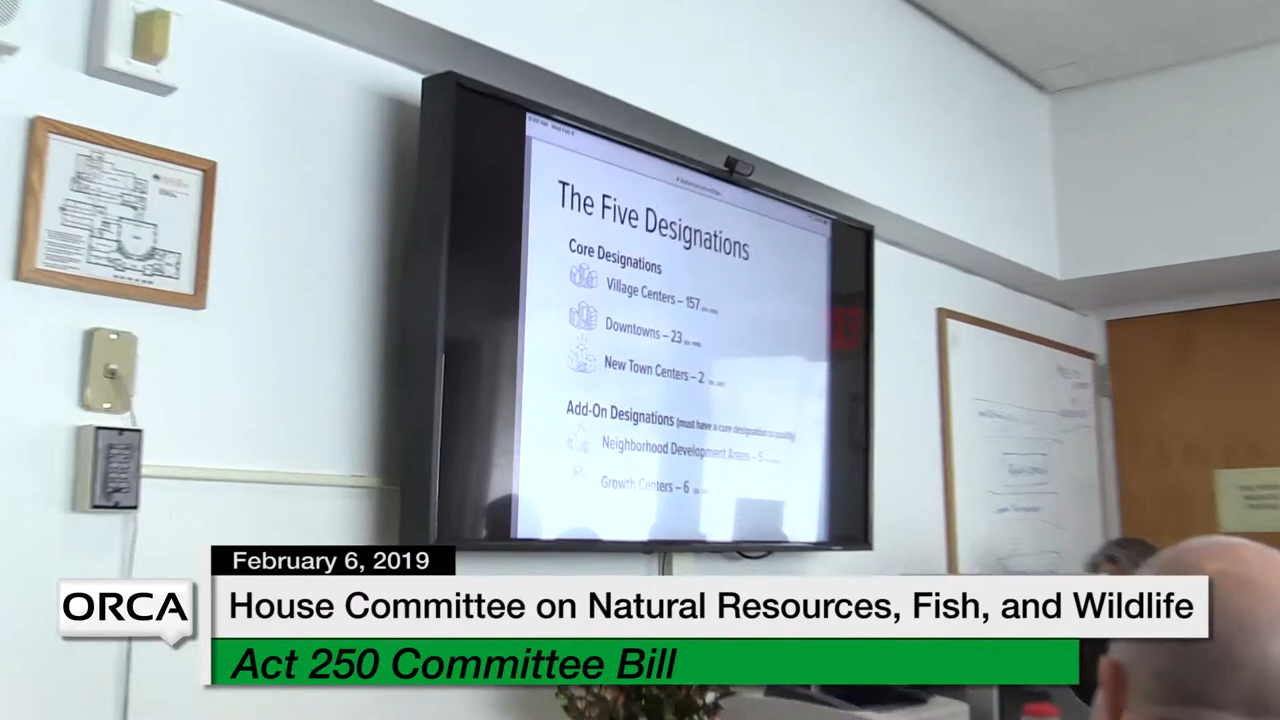 The Five Designations
Core Designations
Village Centers – 157
Downtowns – 23
New Town Centers – 2
Add-On Designations (must have a core designation to qualify)
Neighborhood Development Areas – 5
Growth Centers – 6
February 6, 2019
ORCA
House Committee on Natural Resources, Fish, and Wildlife
Act 250 Committee Bill